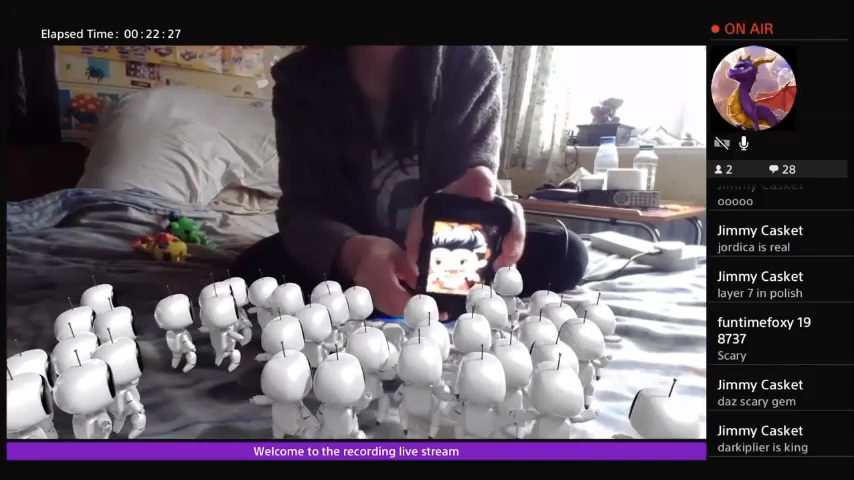 Elapsed Time: 00:22:27
ON AIR
2 28
Jimmy Casket
ooooo
Jimmy Casket
jordica is real
Jimmy Casket
layer 7 in polish
funtimefoxy 19
8737
Scary
Jimmy Casket
daz scary gem
Jimmy Casket
darkiplier is king
Welcome to the recording live stream